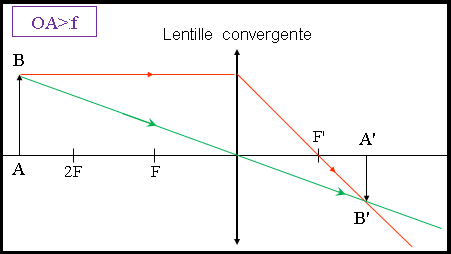 OA>f
Lentille convergente
B
F'
A'
A
2F
F
B'